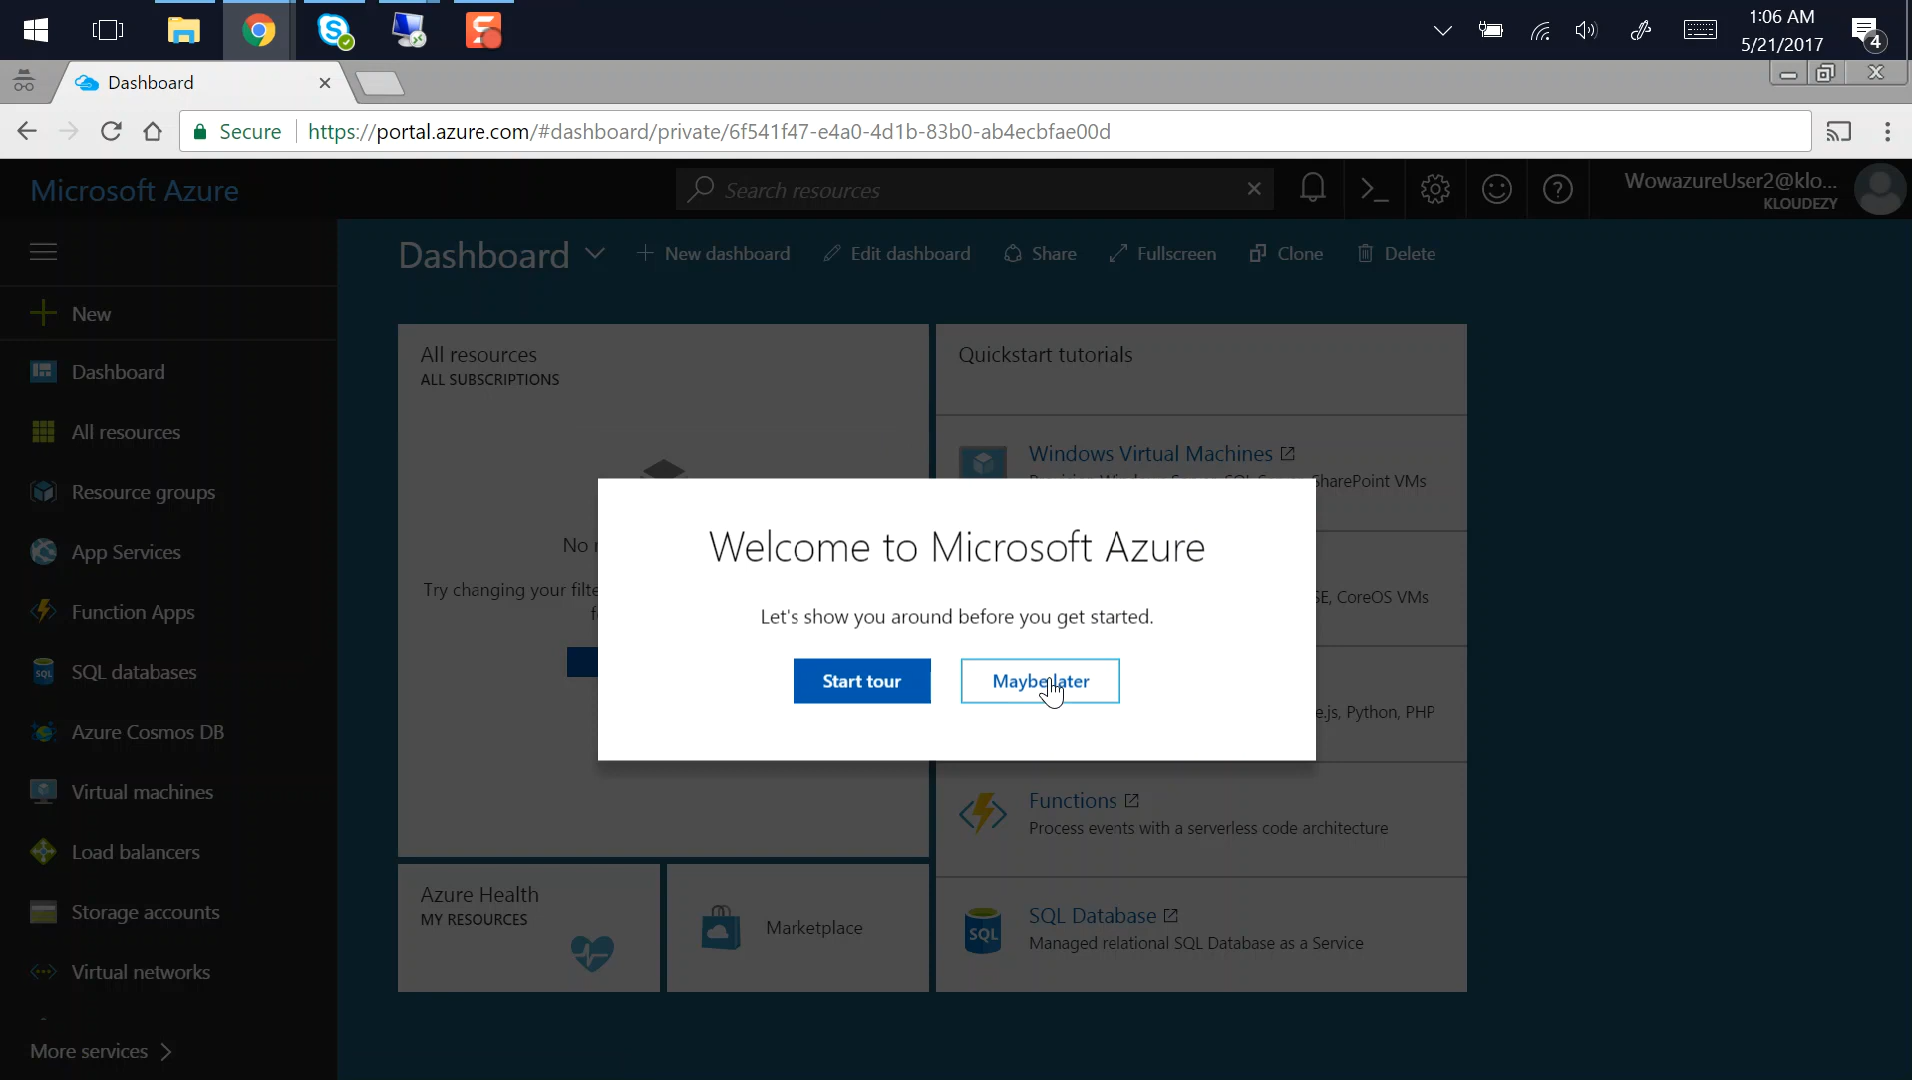 1:06 AM
5/21/2017
4
Dashboard
Secure
https://portal.azure.com/#dashboard/private/6f541f47-e4a0-4d1b-83b0-ab4ecbfae00d
Microsoft Azure
Search resources
WowazureUser2@klo...
KLOUDEZY
Dashboard
New dashboard
Edit dashboard
Share
Fullscreen
Clone
Delete
New
Dashboard
All resources
Resource groups
App Services
Function Apps
SQL databases
Azure Cosmos DB
Virtual machines
Load balancers
Storage accounts
Virtual networks
More services
All resources
ALL SUBSCRIPTIONS
No
Try changing your
Quickstart tutorials
Windows Virtual Machines
SharePoint VMs
SE, CoreOS VMs
e.js, Python, PHP
Functions
Process events with a serverless code architecture
SQL
SQL Database
Managed relational SQL Database as a Service
Azure Health
MY RESOURCES
Marketplace
Welcome to Microsoft Azure
Let's show you around before you get started.
Start tour
Maybe later